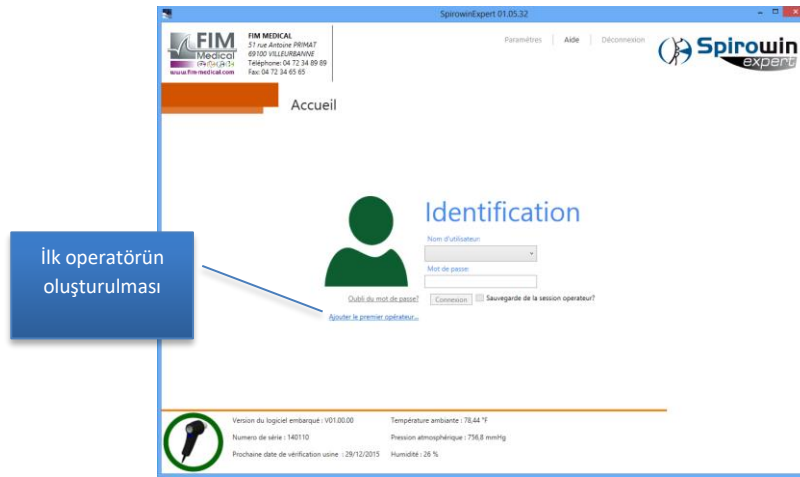 SpirowinExpert 01.05.32
FIM
Medical
www.fim-medical.com
FIM MEDICAL
51 rue Antoine PRIMAT
69100 VILLEURBANNE
Téléphone: 04 72 34 89 89
Fax: 04 72 34 65 65
Paramètres
Aide
Déconnexion
Spirowin
expert
Accueil
İlk operatörün
oluşturulması
Identification
Nom d'utilisateur:
Mot de passe:
Oubli du mot de passe?
Connexion
Sauvegarde de la session operateur?
Ajouter le premier opérateur...
Version du logiciel embarqué : V01.00.00
Température ambiante : 78,44 °F
Numero de série : 140110
Pression atmosphérique : 756,8 mmHg
Prochaine date de vérification usine : 29/12/2015
Humidité : 26 %